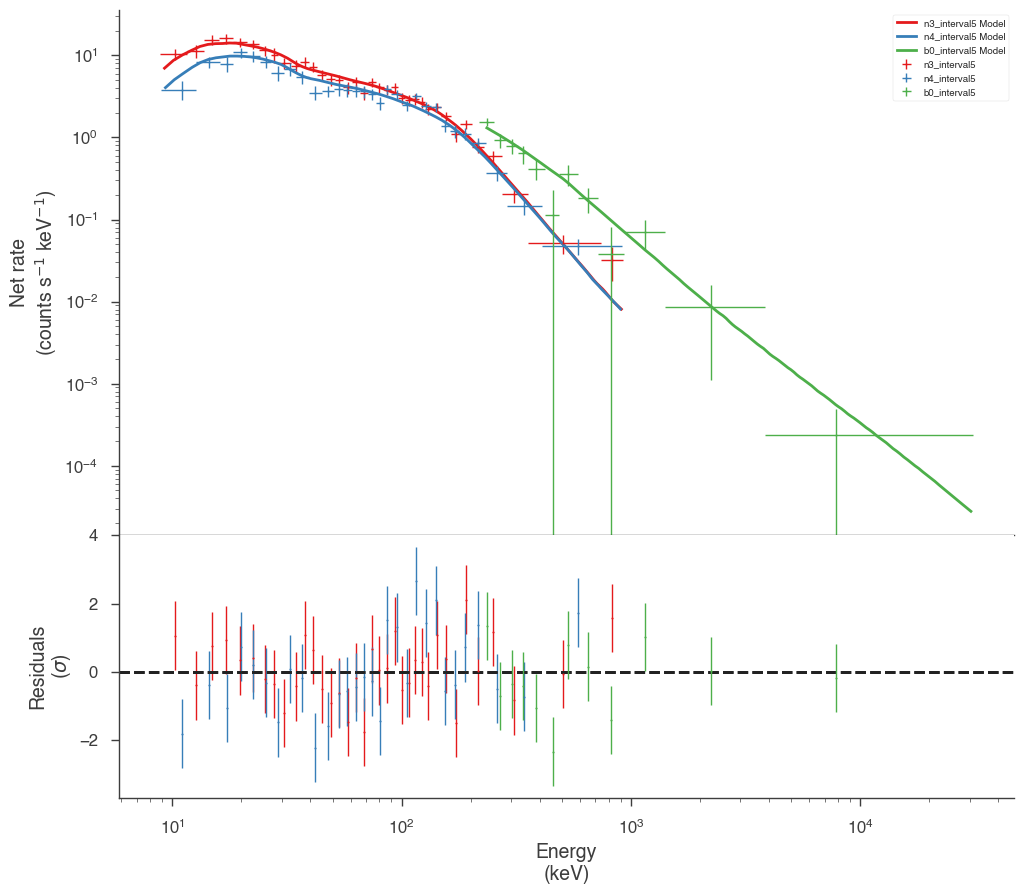 n3_interval5 Model
n4_interval5 Model
b0_interval5 Model
n3_interval5
n4_interval5
b0_interval5
Net rate
(counts s⁻¹ keV⁻¹)
10¹
10⁰
10⁻¹
10⁻²
10⁻³
10⁻⁴
Residuals
(σ)
4
2
0
−2
10¹
10²
10³
10⁴
Energy
(keV)